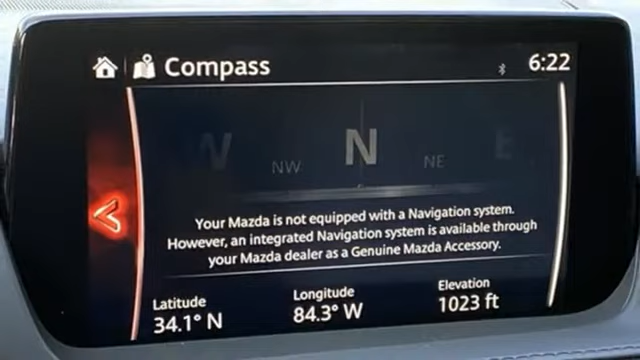 Compass 6:22
W NW N NE E
Your Mazda is not equipped with a Navigation system.
However, an integrated Navigation system is available through
your Mazda dealer as a Genuine Mazda Accessory.
Latitude Longitude Elevation
34.1° N 84.3° W 1023 ft